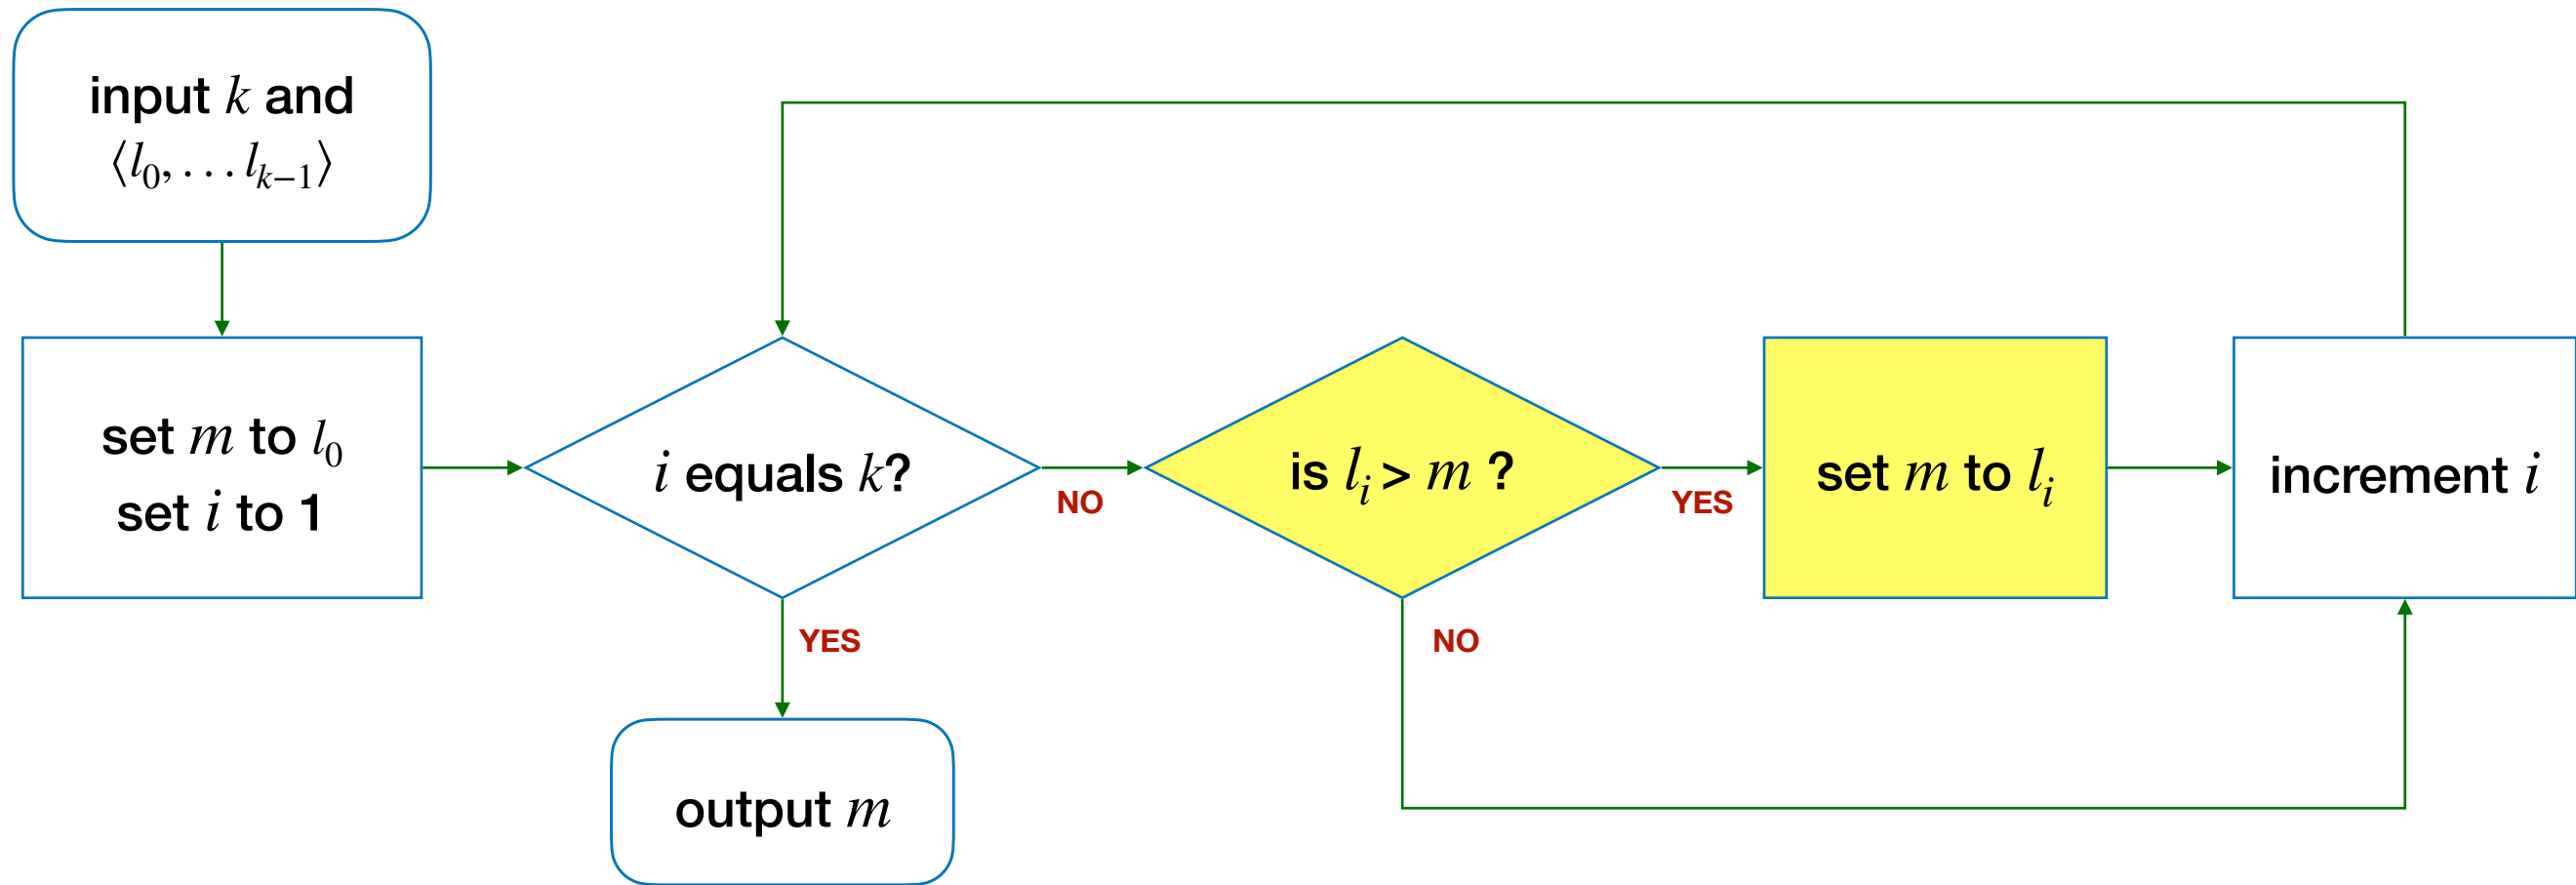 input k and
⟨l₀, . . . lₖ₋₁⟩
set m to l₀
set i to 1
i equals k?
NO
is lᵢ > m ?
YES
set m to lᵢ
increment i
YES
NO
output m